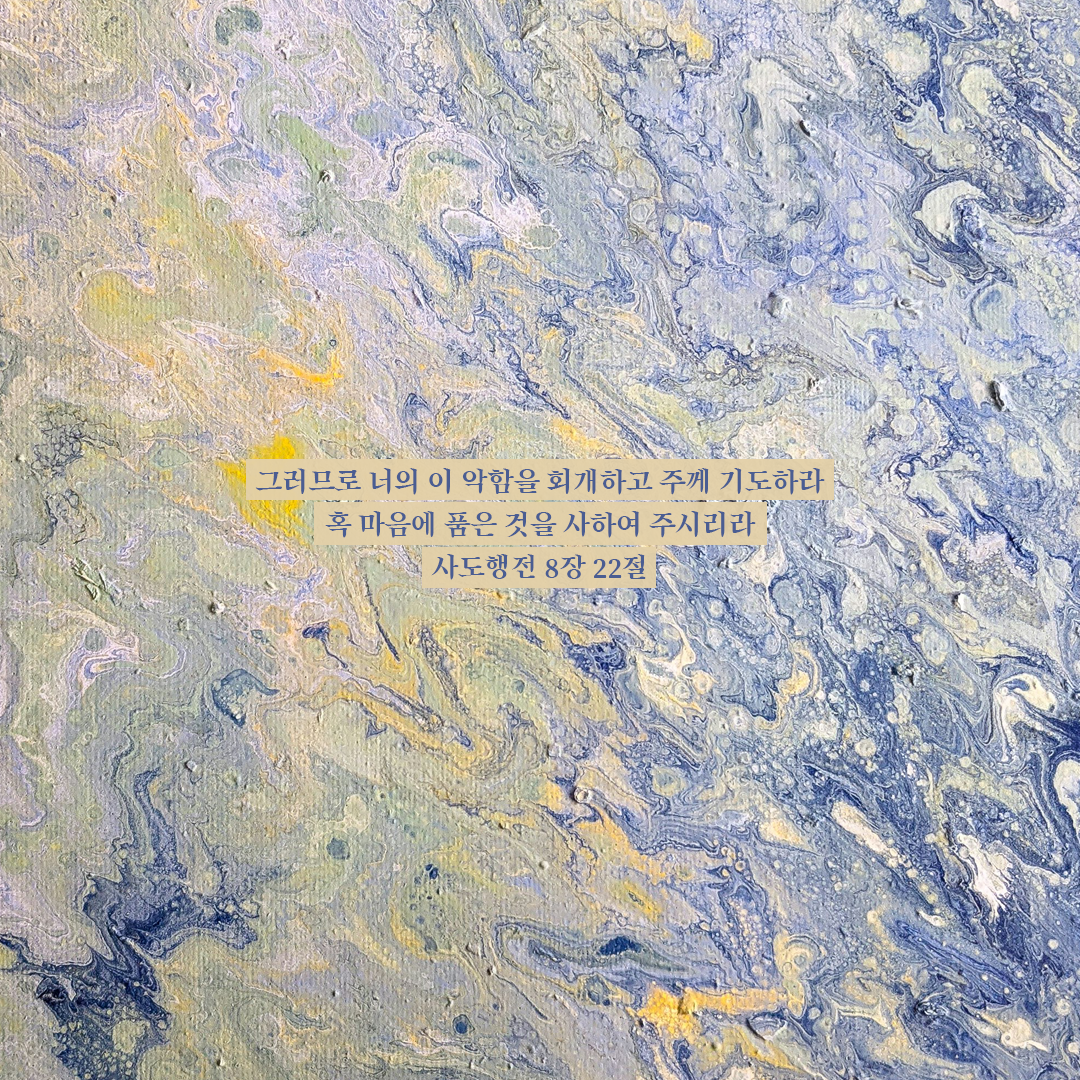 그러므로 너의 이 악함을 회개하고 주께 기도하라
혹 마음에 품은 것을 사하여 주시리라
사도행전 8장 22절